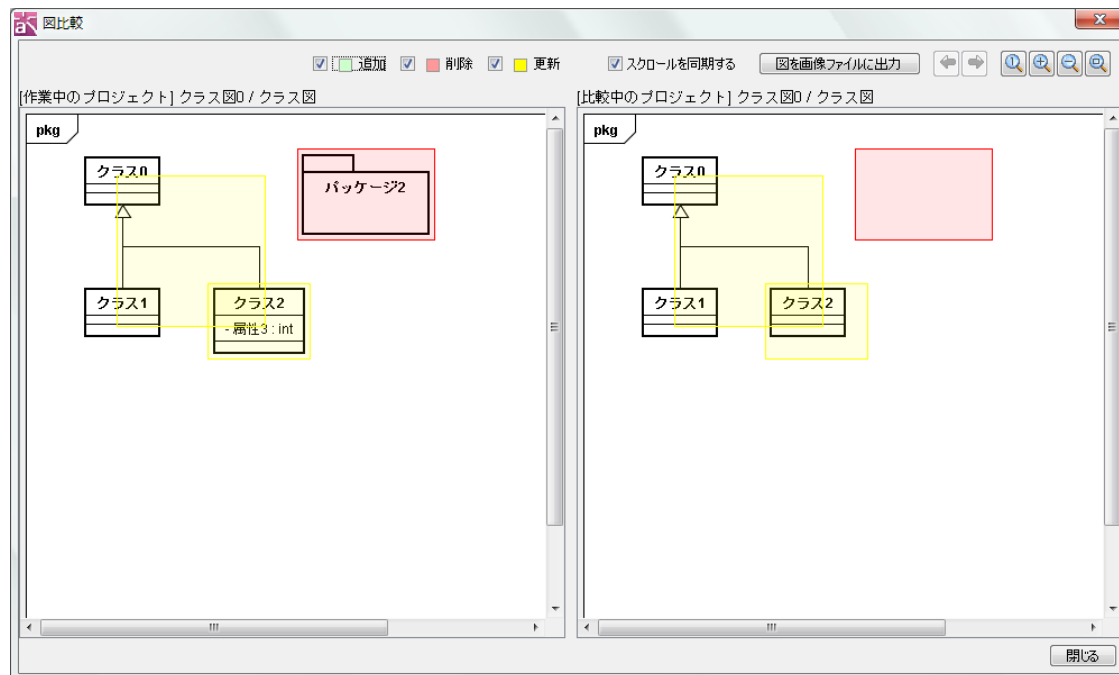 図比較
追加 削除 更新 スクロールを同期する 図を画像ファイルに出力
[作業中のプロジェクト] クラス図0 / クラス図
pkg
クラス0
パッケージ2
クラス1
クラス2
- 属性3 : int
[比較中のプロジェクト] クラス図0 / クラス図
pkg
クラス0
クラス1
クラス2
閉じる